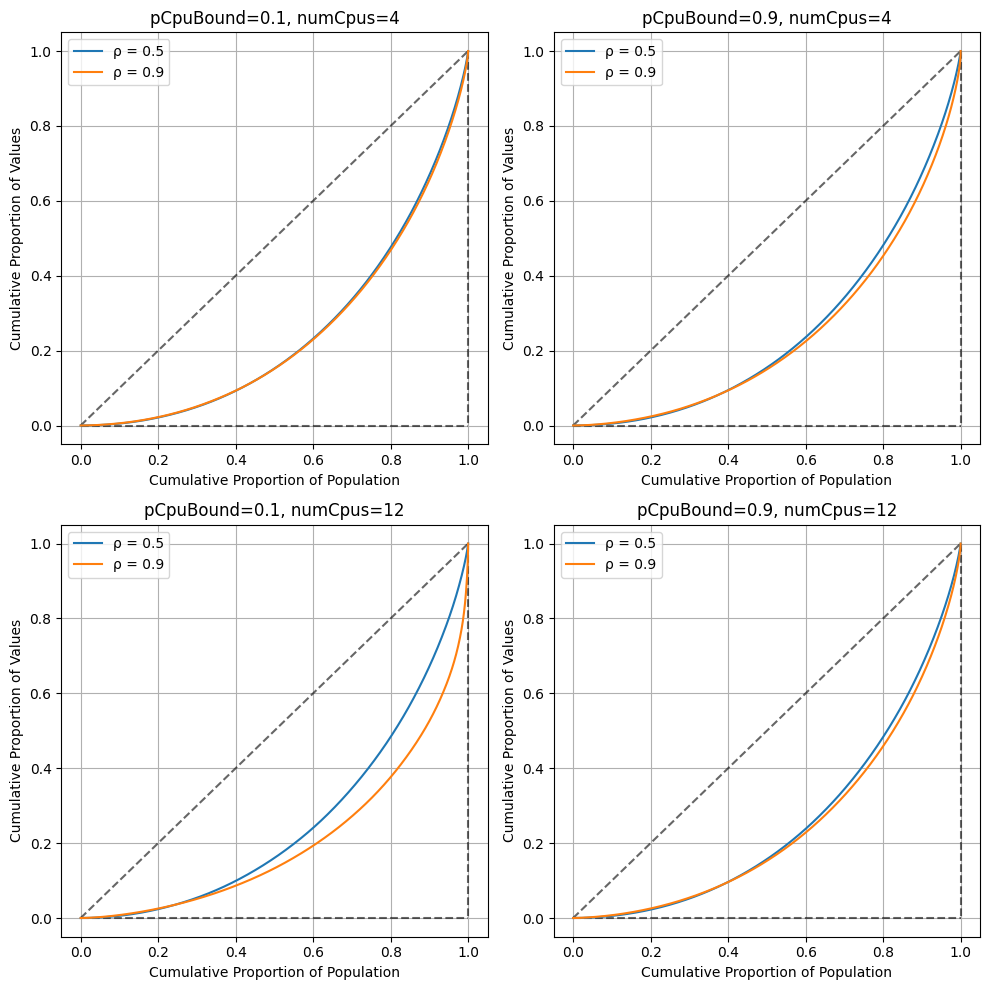 pCpuBound=0.1, numCpus=4
ρ = 0.5
ρ = 0.9
Cumulative Proportion of Values
1.0
0.8
0.6
0.4
0.2
0.0
0.0 0.2 0.4 0.6 0.8 1.0
Cumulative Proportion of Population
pCpuBound=0.9, numCpus=4
ρ = 0.5
ρ = 0.9
Cumulative Proportion of Values
1.0
0.8
0.6
0.4
0.2
0.0
0.0 0.2 0.4 0.6 0.8 1.0
Cumulative Proportion of Population
pCpuBound=0.1, numCpus=12
ρ = 0.5
ρ = 0.9
Cumulative Proportion of Values
1.0
0.8
0.6
0.4
0.2
0.0
0.0 0.2 0.4 0.6 0.8 1.0
Cumulative Proportion of Population
pCpuBound=0.9, numCpus=12
ρ = 0.5
ρ = 0.9
Cumulative Proportion of Values
1.0
0.8
0.6
0.4
0.2
0.0
0.0 0.2 0.4 0.6 0.8 1.0
Cumulative Proportion of Population